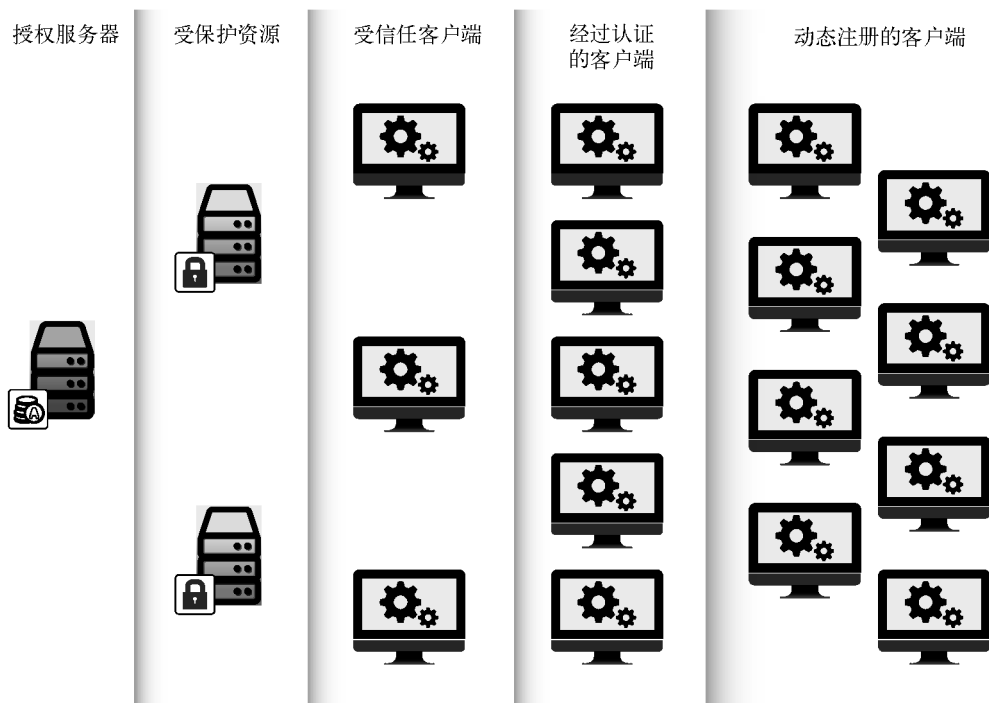 授权服务器
受保护资源
受信任客户端
经过认证
的客户端
动态注册的客户端
A
A